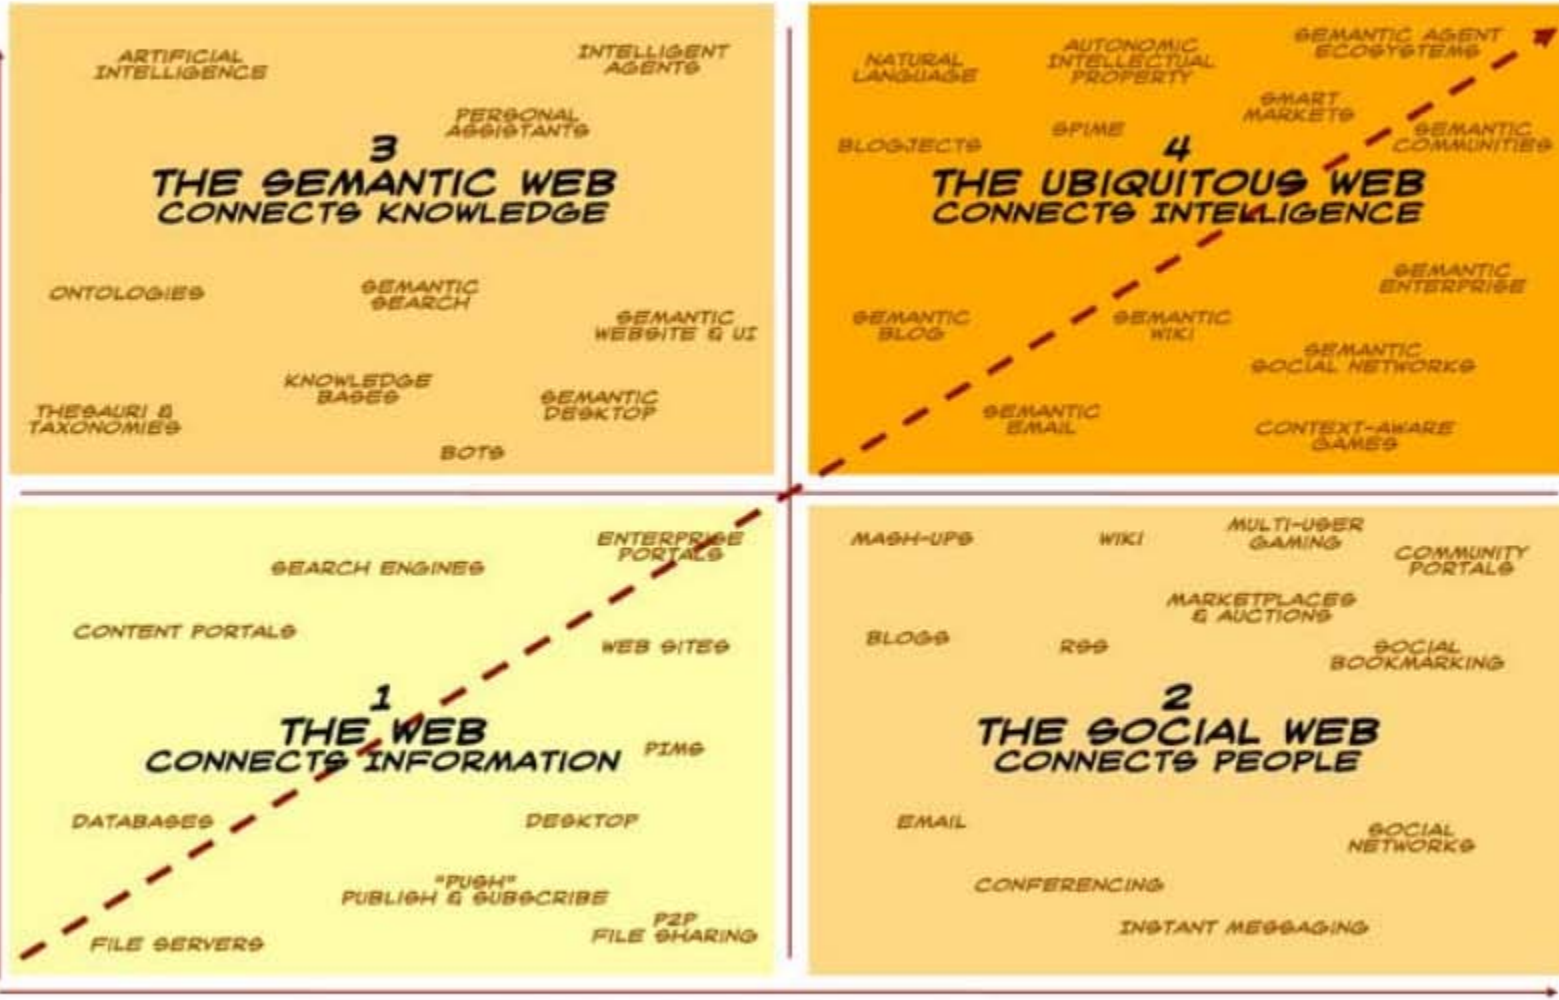 ARTIFICIAL
INTELLIGENCE
INTELLIGENT
AGENTS
PERSONAL
ASSISTANTS
3
THE SEMANTIC WEB
CONNECTS KNOWLEDGE
ONTOLOGIES
SEMANTIC
SEARCH
SEMANTIC
WEBSITE & UI
KNOWLEDGE
BASES
SEMANTIC
DESKTOP
THESAURI &
TAXONOMIES
BOTS
NATURAL
LANGUAGE
AUTONOMIC
INTELLECTUAL
PROPERTY
SEMANTIC AGENT
ECOSYSTEMS
SMART
MARKETS
SPIME
BLOGJECTS
SEMANTIC
COMMUNITIES
4
THE UBIQUITOUS WEB
CONNECTS INTELLIGENCE
SEMANTIC
ENTERPRISE
SEMANTIC
BLOG
SEMANTIC
WIKI
SEMANTIC
SOCIAL NETWORKS
SEMANTIC
EMAIL
CONTEXT-AWARE
GAMES
ENTERPRISE
PORTALS
SEARCH ENGINES
CONTENT PORTALS
WEB SITES
1
THE WEB
CONNECTS INFORMATION
PIMS
DATABASES
DESKTOP
"PUSH"
PUBLISH & SUBSCRIBE
P2P
FILE SHARING
FILE SERVERS
MASH-UPS
WIKI
MULTI-USER
GAMING
COMMUNITY
PORTALS
MARKETPLACES
& AUCTIONS
BLOGS
RSS
SOCIAL
BOOKMARKING
2
THE SOCIAL WEB
CONNECTS PEOPLE
EMAIL
SOCIAL
NETWORKS
CONFERENCING
INSTANT MESSAGING